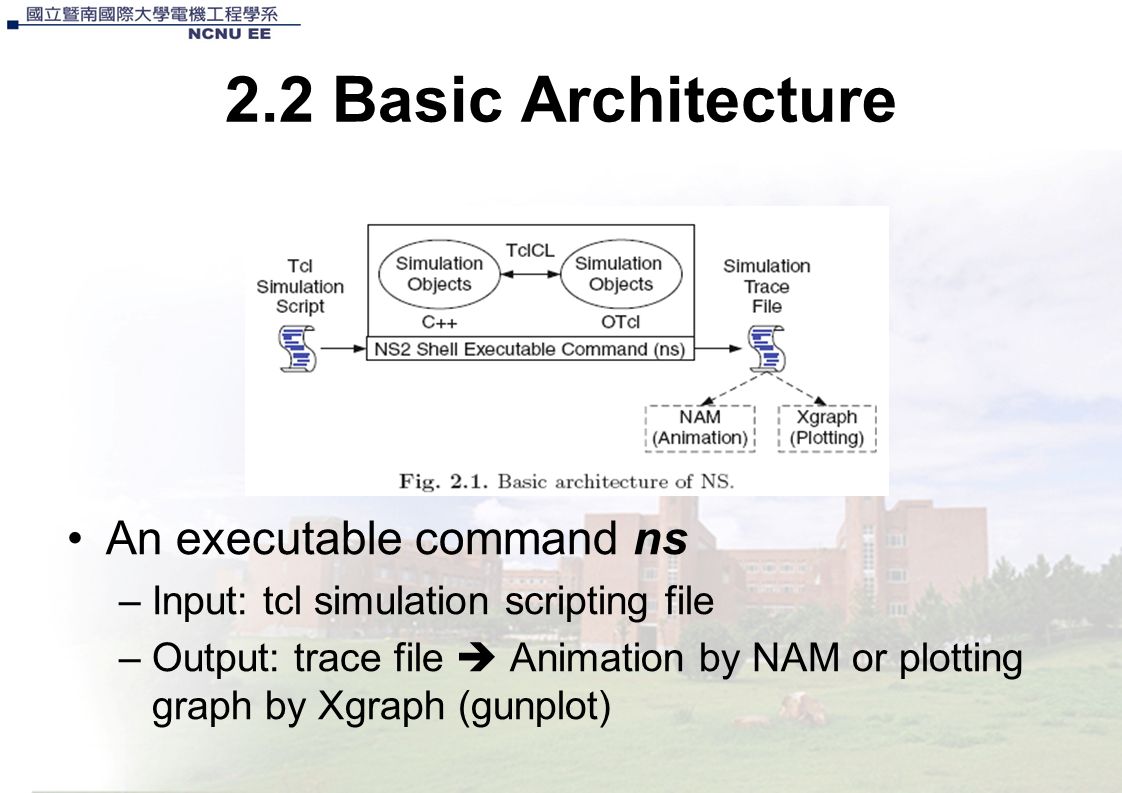 國立暨南國際大學電機工程學系
NCNU EE
2.2 Basic Architecture
Tcl
Simulation
Script
Simulation
Objects
C++
TclCL
Simulation
Objects
OTcl
NS2 Shell Executable Command (ns)
Simulation
Trace
File
NAM
(Animation)
Xgraph
(Plotting)
Fig. 2.1. Basic architecture of NS.
• An executable command ns
– Input: tcl simulation scripting file
– Output: trace file 🡺 Animation by NAM or plotting
graph by Xgraph (gunplot)